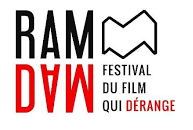 RAM
DAM
FESTIVAL
DU FILM
QUI DÉRANGE